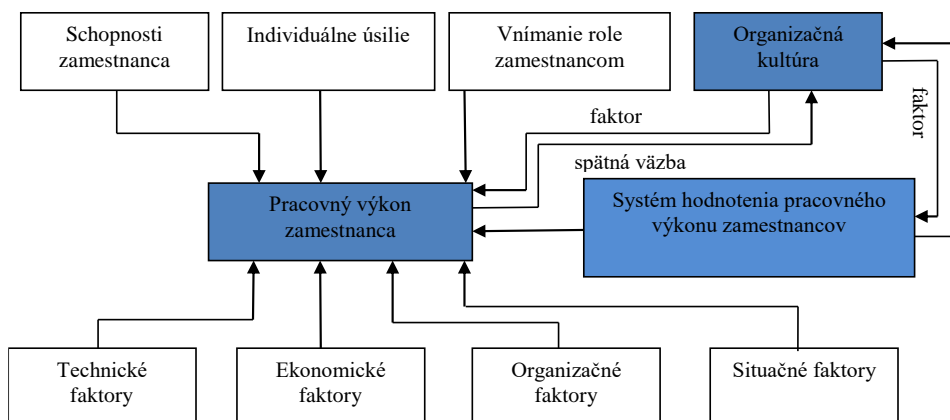 Schopnosti
zamestnanca
Individuálne úsilie
Vnímanie role
zamestnancom
Organizačná
kultúra
faktor
faktor
spätná väzba
Pracovný výkon
zamestnanca
Systém hodnotenia pracovného
výkonu zamestnancov
Technické
faktory
Ekonomické
faktory
Organizačné
faktory
Situačné faktory